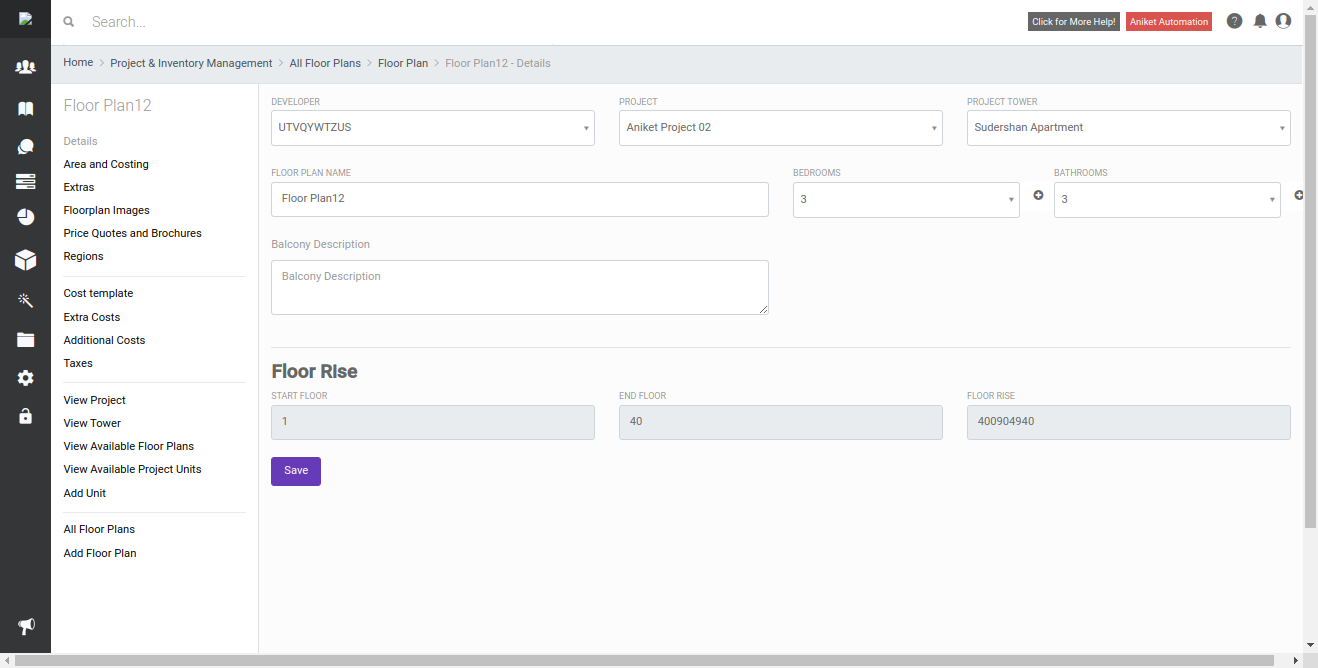 Search...
Click for More Help!
Aniket Automation
Home > Project & Inventory Management > All Floor Plans > Floor Plan > Floor Plan12 - Details
Floor Plan12
Details
Area and Costing
Extras
Floorplan Images
Price Quotes and Brochures
Regions
Cost template
Extra Costs
Additional Costs
Taxes
View Project
View Tower
View Available Floor Plans
View Available Project Units
Add Unit
All Floor Plans
Add Floor Plan
DEVELOPER
UTVQYWTZUS
PROJECT
Aniket Project 02
PROJECT TOWER
Sudershan Apartment
FLOOR PLAN NAME
Floor Plan12
BEDROOMS
3
BATHROOMS
3
Balcony Description
Balcony Description
Floor RIse
START FLOOR
1
END FLOOR
40
FLOOR RISE
400904940
Save